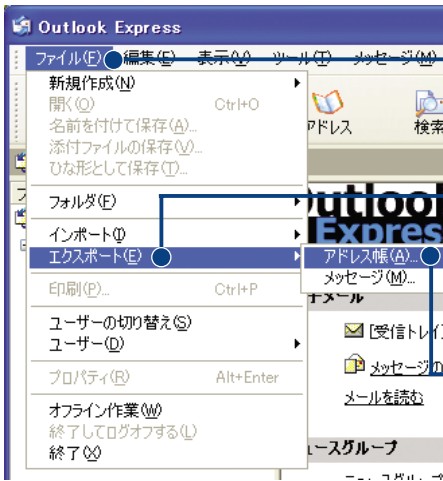 Outlook Express
ファイル(F) 編集(E) 表示(V) ツール(T) メッセージ(M)
新規作成(N)
開く(O) Ctrl+O
名前を付けて保存(A)...
添付ファイルの保存(V)...
ひな形として保存(T)...
アドレス 検索
フォルダ(F)
インポート(I)
エクスポート(E)
アドレス帳(A)...
メッセージ(M)...
印刷(P)... Ctrl+P
ユーザーの切り替え(S)
ユーザー(D)
プロパティ(R) Alt+Enter
オフライン作業(W)
終了してログオフする(L)
終了(X)
Outlook
Express
子メール
[受信トレイ]
メッセージの
メールを読む
ュースグループ